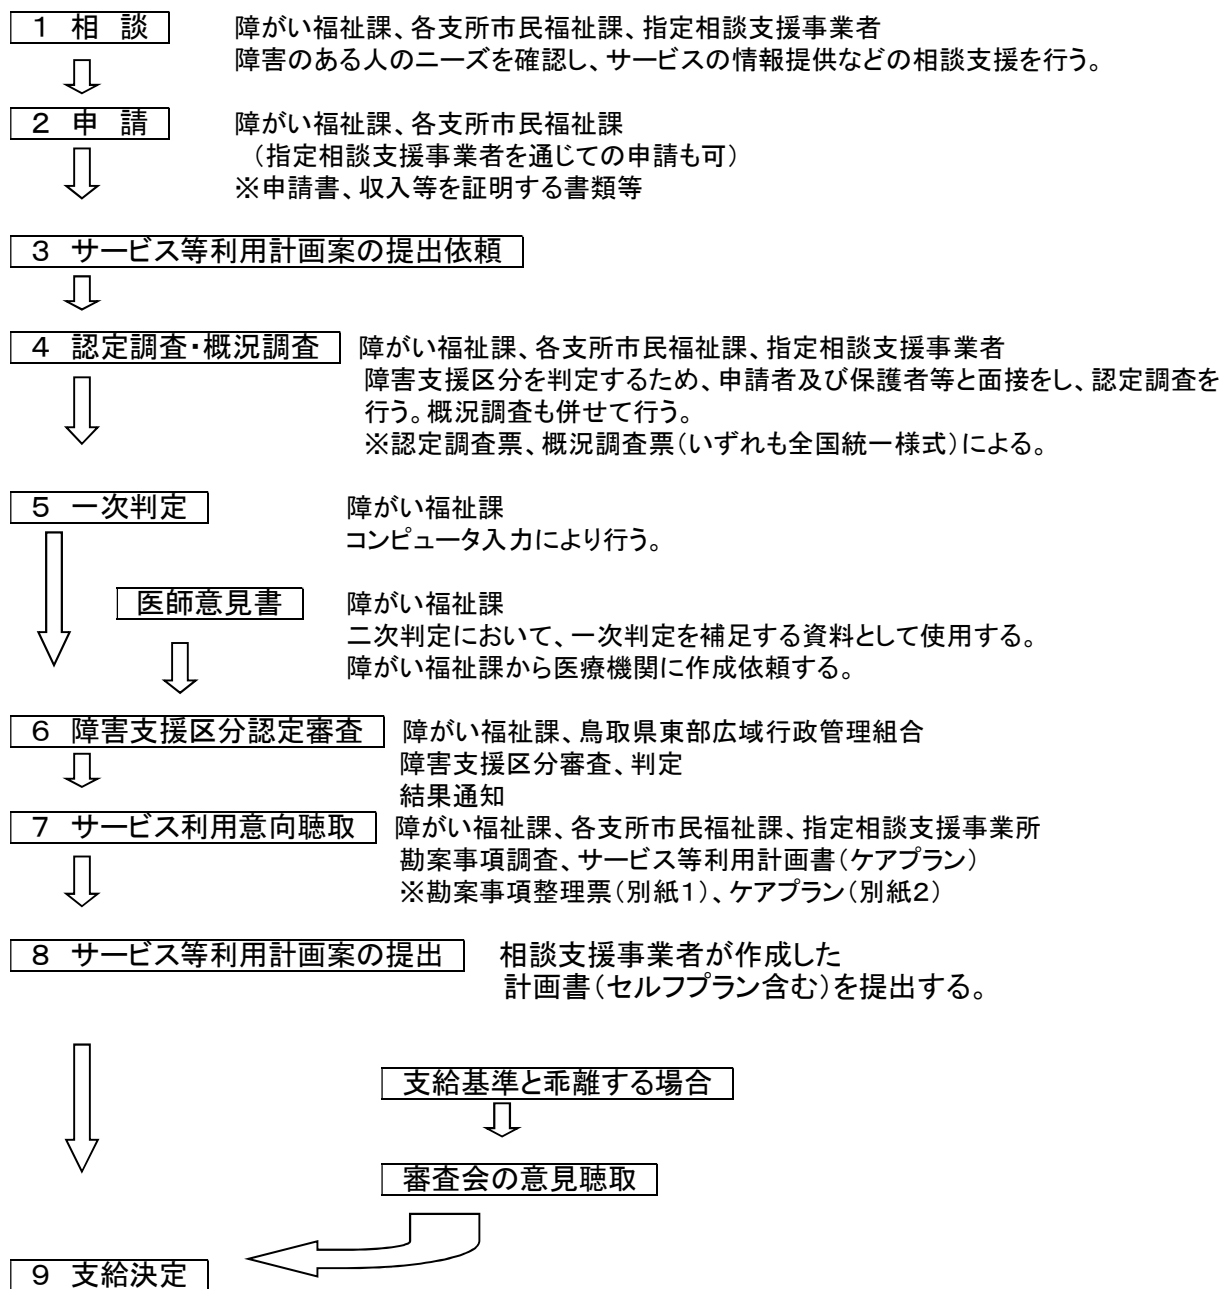 １ 相 談
障がい福祉課、各支所市民福祉課、指定相談支援事業者
障害のある人のニーズを確認し、サービスの情報提供などの相談支援を行う。
２ 申 請
障がい福祉課、各支所市民福祉課
（指定相談支援事業者を通じての申請も可）
※申請書、収入等を証明する書類等
３ サービス等利用計画案の提出依頼
４ 認定調査・概況調査
障がい福祉課、各支所市民福祉課、指定相談支援事業者
障害支援区分を判定するため、申請者及び保護者等と面接をし、認定調査を
行う。概況調査も併せて行う。
※認定調査票、概況調査票（いずれも全国統一様式）による。
５ 一次判定
障がい福祉課
コンピュータ入力により行う。
医師意見書
障がい福祉課
二次判定において、一次判定を補足する資料として使用する。
障がい福祉課から医療機関に作成依頼する。
６ 障害支援区分認定審査
障がい福祉課、鳥取県東部広域行政管理組合
障害支援区分審査、判定
結果通知
７ サービス利用意向聴取
障がい福祉課、各支所市民福祉課、指定相談支援事業所
勘案事項調査、サービス等利用計画書（ケアプラン）
※勘案事項整理票（別紙１）、ケアプラン（別紙２）
８ サービス等利用計画案の提出
相談支援事業者が作成した
計画書（セルフプラン含む）を提出する。
支給基準と乖離する場合
審査会の意見聴取
９ 支給決定